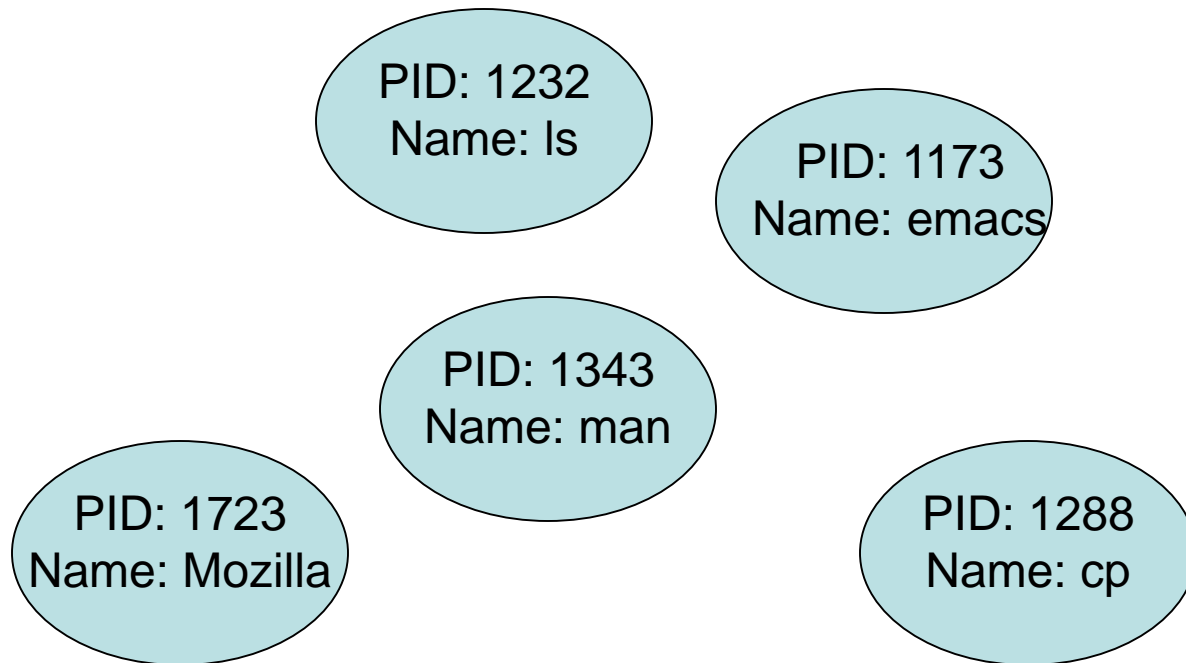 PID: 1232
Name: ls
PID: 1173
Name: emacs
PID: 1343
Name: man
PID: 1723
Name: Mozilla
PID: 1288
Name: cp